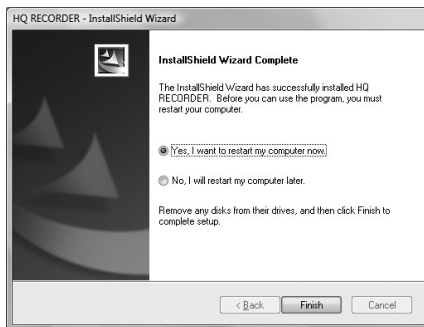 HQ RECORDER - InstallShield Wizard
InstallShield Wizard Complete
The InstallShield Wizard has successfully installed HQ
RECORDER. Before you can use the program, you must
restart your computer.
Yes, I want to restart my computer now.
No, I will restart my computer later.
Remove any disks from their drives, and then click Finish to
complete setup.
< Back Finish Cancel